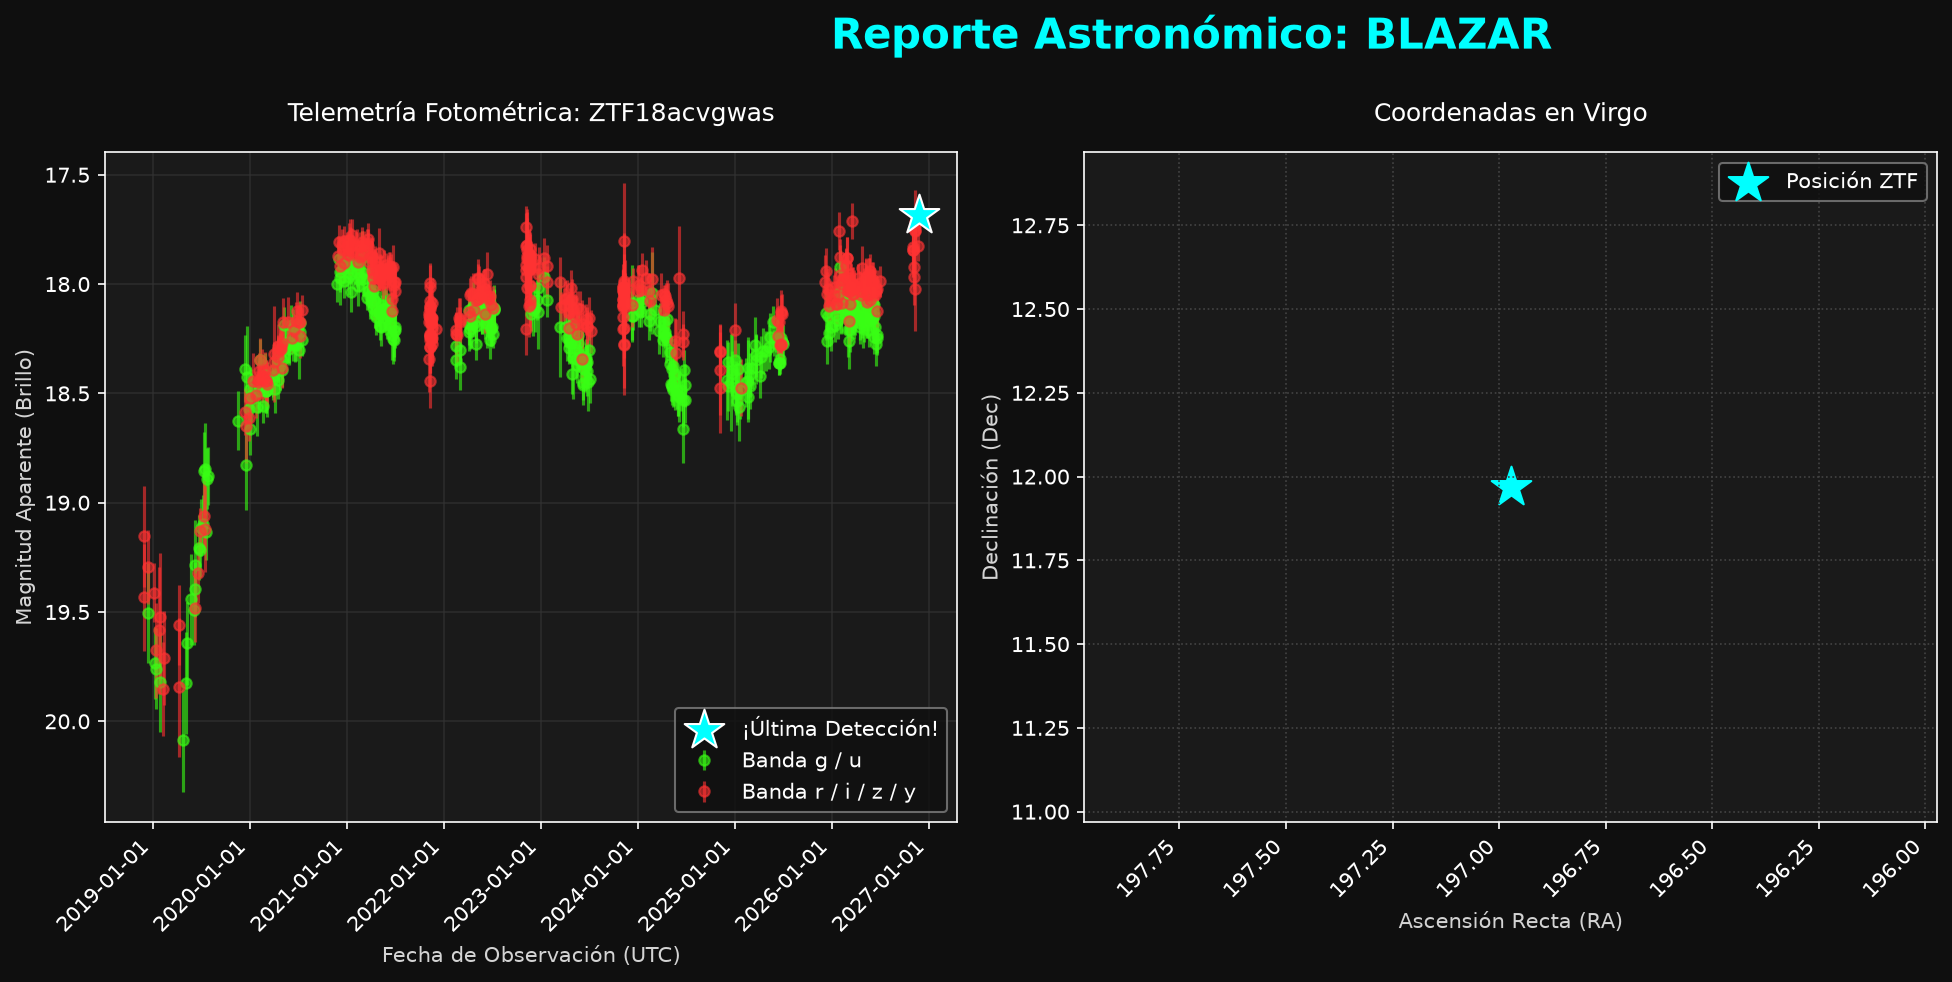 Reporte Astronómico: BLAZAR
Telemetría Fotométrica: ZTF18acvgwas
Magnitud Aparente (Brillo)
17.5
18.0
18.5
19.0
19.5
20.0
¡Última Detección!
Banda g / u
Banda r / i / z / y
2019-01-01
2020-01-01
2021-01-01
2022-01-01
2023-01-01
2024-01-01
2025-01-01
2026-01-01
2027-01-01
Fecha de Observación (UTC)
Coordenadas en Virgo
Posición ZTF
Declinación (Dec)
12.75
12.50
12.25
12.00
11.75
11.50
11.25
11.00
197.75
197.50
197.25
197.00
196.75
196.50
196.25
196.00
Ascensión Recta (RA)